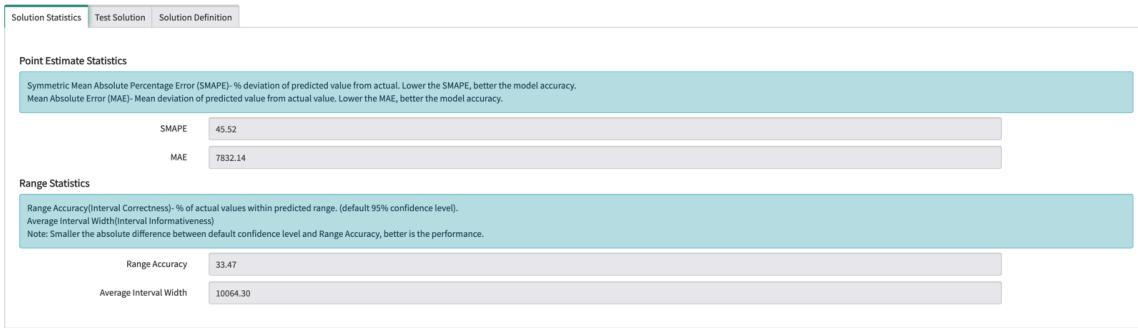 Solution Statistics Test Solution Solution Definition
Point Estimate Statistics
Symmetric Mean Absolute Percentage Error (SMAPE)- % deviation of predicted value from actual. Lower the SMAPE, better the model accuracy.
Mean Absolute Error (MAE)- Mean deviation of predicted value from actual value. Lower the MAE, better the model accuracy.
SMAPE 45.52
MAE 7832.14
Range Statistics
Range Accuracy(Interval Correctness)- % of actual values within predicted range. (default 95% confidence level).
Average Interval Width(Interval Informativeness)
Note: Smaller the absolute difference between default confidence level and Range Accuracy, better is the performance.
Range Accuracy 33.47
Average Interval Width 10064.30